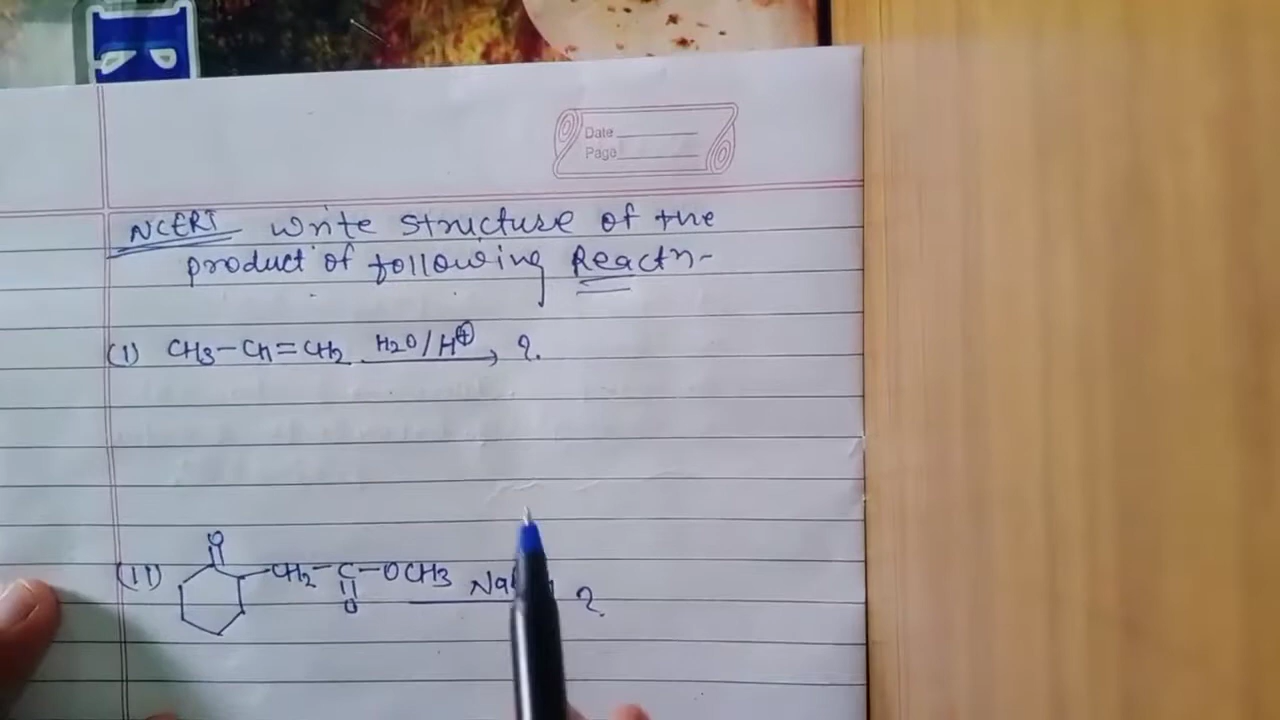 Date
Page
NCERT Write structure of the
product of following Reactn-
(1) CH3-CH=CH2 H2O/H⊕ → ?.
(11) O
-CH2-C-OCH3 ?
O